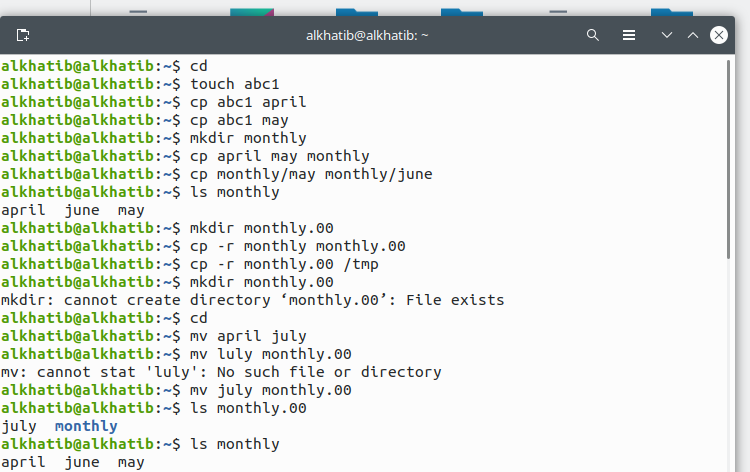 alkhatib@alkhatib: ~
alkhatib@alkhatib:~$ cd
alkhatib@alkhatib:~$ touch abc1
alkhatib@alkhatib:~$ cp abc1 april
alkhatib@alkhatib:~$ cp abc1 may
alkhatib@alkhatib:~$ mkdir monthly
alkhatib@alkhatib:~$ cp april may monthly
alkhatib@alkhatib:~$ cp monthly/may monthly/june
alkhatib@alkhatib:~$ ls monthly
april  june  may
alkhatib@alkhatib:~$ mkdir monthly.00
alkhatib@alkhatib:~$ cp -r monthly monthly.00
alkhatib@alkhatib:~$ cp -r monthly.00 /tmp
alkhatib@alkhatib:~$ mkdir monthly.00
mkdir: cannot create directory ‘monthly.00’: File exists
alkhatib@alkhatib:~$ cd
alkhatib@alkhatib:~$ mv april july
alkhatib@alkhatib:~$ mv luly monthly.00
mv: cannot stat 'luly': No such file or directory
alkhatib@alkhatib:~$ mv july monthly.00
alkhatib@alkhatib:~$ ls monthly.00
july  monthly
alkhatib@alkhatib:~$ ls monthly
april  june  may